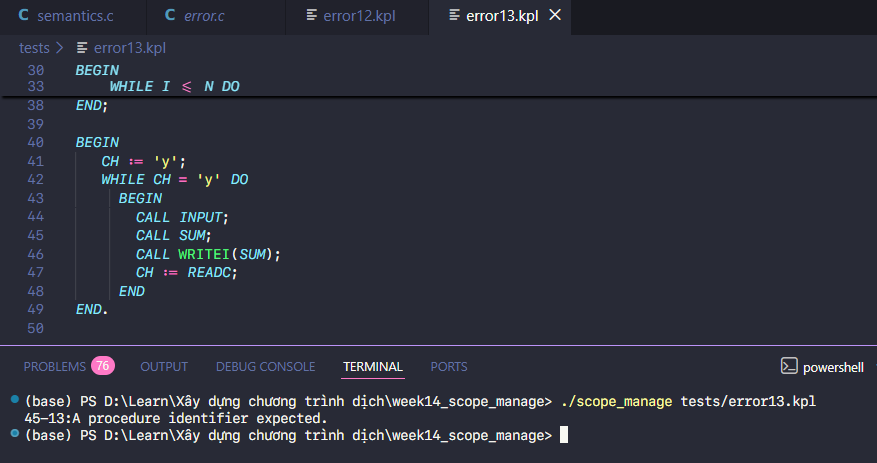 semantics.c error.c error12.kpl error13.kpl
tests > error13.kpl
30 BEGIN
33 WHILE I <= N DO
38 END;
39
40 BEGIN
41 CH := 'y';
42 WHILE CH = 'y' DO
43 BEGIN
44 CALL INPUT;
45 CALL SUM;
46 CALL WRITEI(SUM);
47 CH := READC;
48 END
49 END.
50
PROBLEMS 76 OUTPUT DEBUG CONSOLE TERMINAL PORTS powershell
(base) PS D:\Learn\Xây dựng chương trình dịch\week14_scope_manage> ./scope_manage tests/error13.kpl
45-13:A procedure identifier expected.
(base) PS D:\Learn\Xây dựng chương trình dịch\week14_scope_manage>